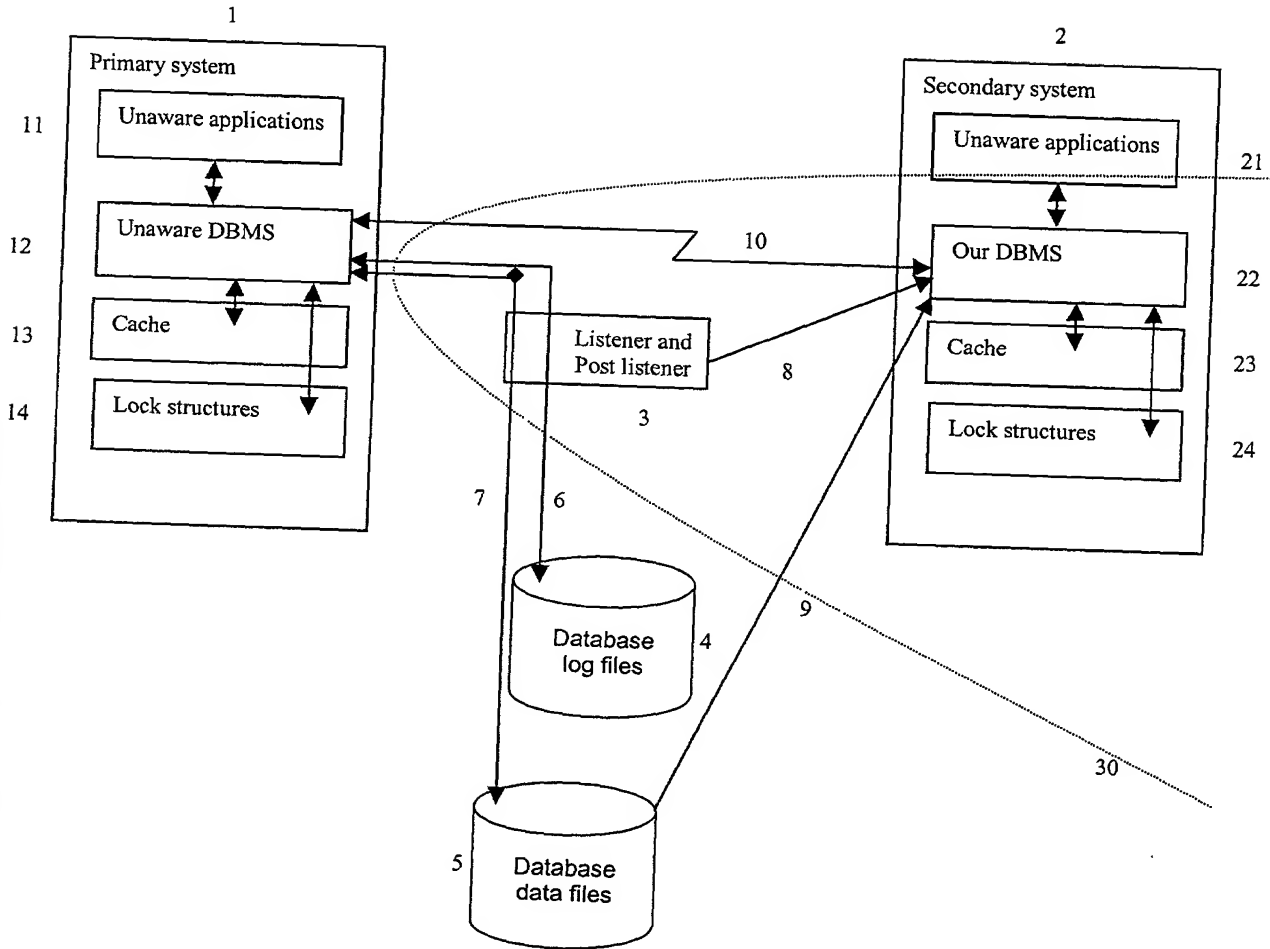 1
2
Primary system
Secondary system
11
Unaware applications
Unaware applications
21
12
Unaware DBMS
10
Our DBMS
22
13
Cache
Listener and
Post listener
8
Cache
23
14
Lock structures
3
Lock structures
24
7
6
Database
log files
4
9
30
5
Database
data files